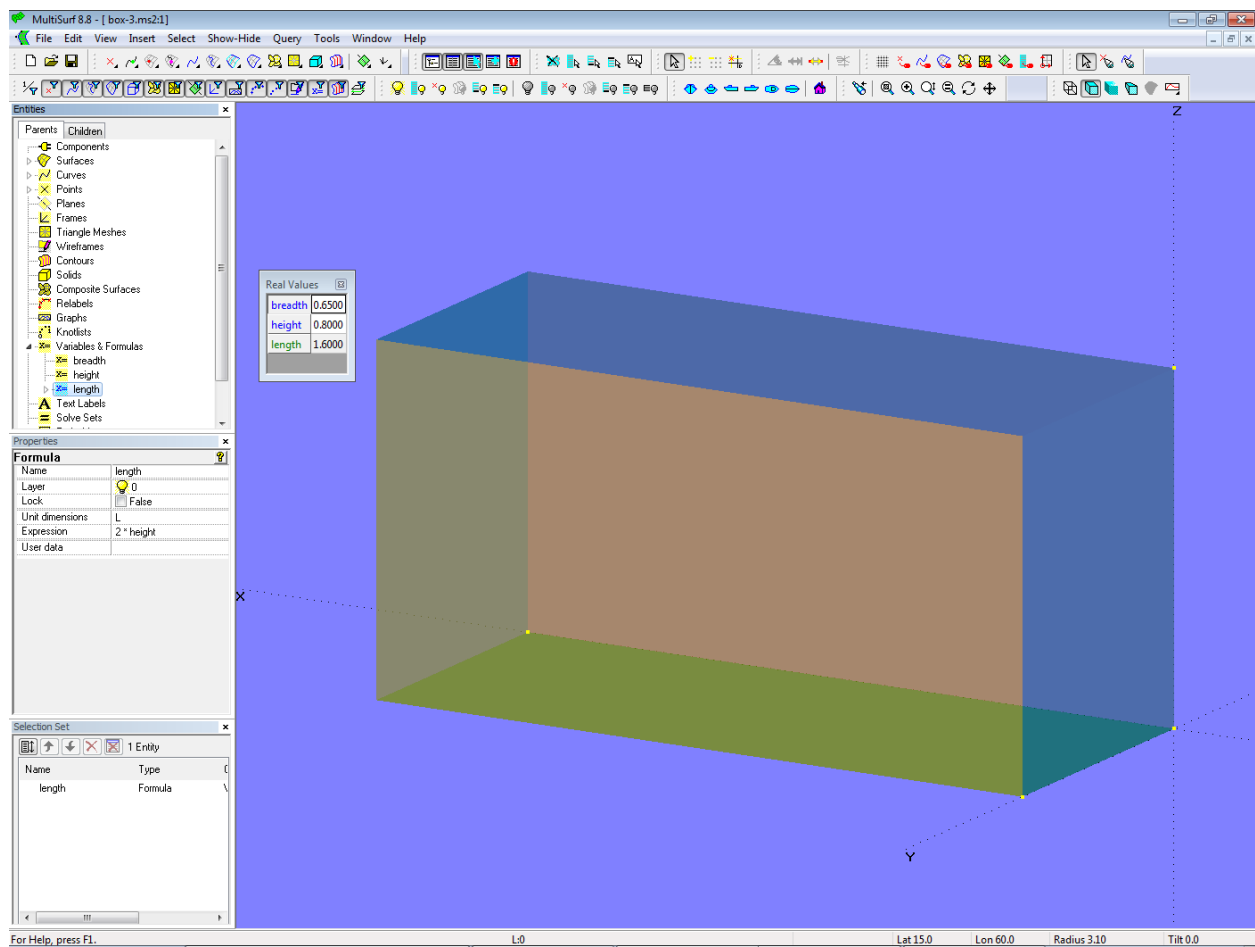 MultiSurf 8.8 - [ box-3.ms2:1]
File Edit View Insert Select Show-Hide Query Tools Window Help
Entities
Parents Children
Components
Surfaces
Curves
Points
Planes
Frames
Triangle Meshes
Wireframes
Contours
Solids
Composite Surfaces
Relabels
Graphs
Knotlists
Variables & Formulas
breadth
height
length
Text Labels
Solve Sets
Properties
Formula
Name length
Layer 0
Lock False
Unit dimensions L
Expression 2 * height
User data
Selection Set
1 Entity
Name Type
length Formula
Real Values
breadth 0.6500
height 0.8000
length 1.6000
Z
X
Y
For Help, press F1. L:0 Lat 15.0 Lon 60.0 Radius 3.10 Tilt 0.0